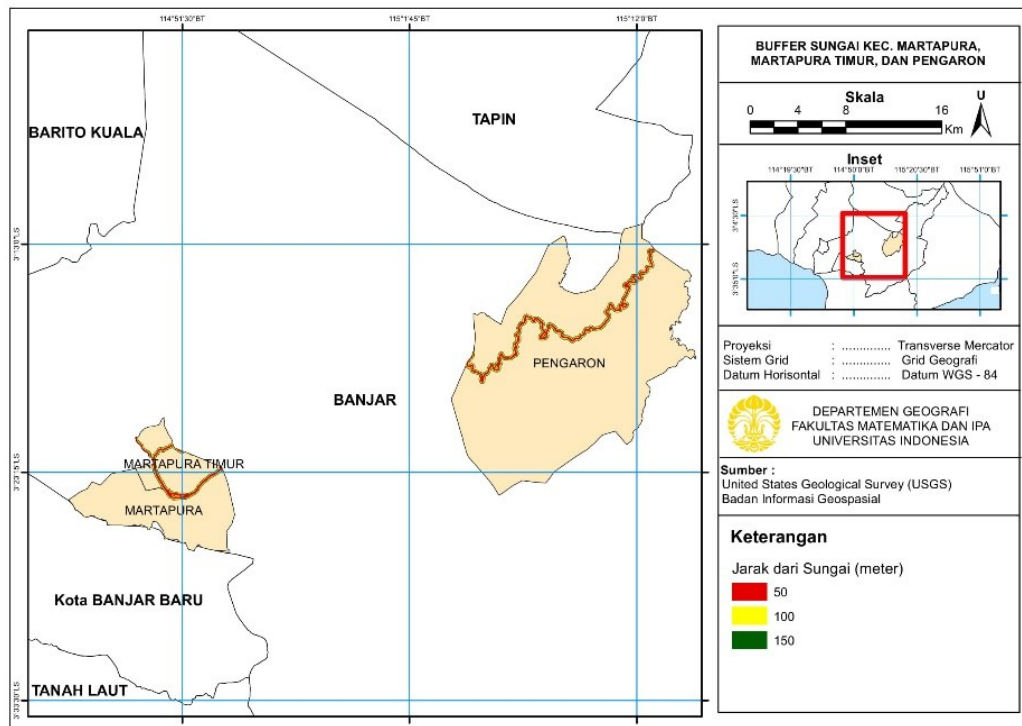 114°51'30"BT 115°1'45"BT 115°12'0"BT
BARITO KUALA
TAPIN
3°13'0"LS
PENGARON
BANJAR
MARTAPURA TIMUR
3°23'15"LS
MARTAPURA
Kota BANJAR BARU
TANAH LAUT
3°33'30"LS
BUFFER SUNGAI KEC. MARTAPURA,
MARTAPURA TIMUR, DAN PENGARON
Skala
U
0 4 8 16
Km
Inset
114°19'30"BT 114°50'0"BT 115°20'30"BT 115°51'0"BT
3°4'30"LS
3°35'0"LS
Proyeksi : .............. Transverse Mercator
Sistem Grid : .............. Grid Geografi
Datum Horisontal : .............. Datum WGS - 84
DEPARTEMEN GEOGRAFI
FAKULTAS MATEMATIKA DAN IPA
UNIVERSITAS INDONESIA
Sumber :
United States Geological Survey (USGS)
Badan Informasi Geospasial
Keterangan
Jarak dari Sungai (meter)
50
100
150